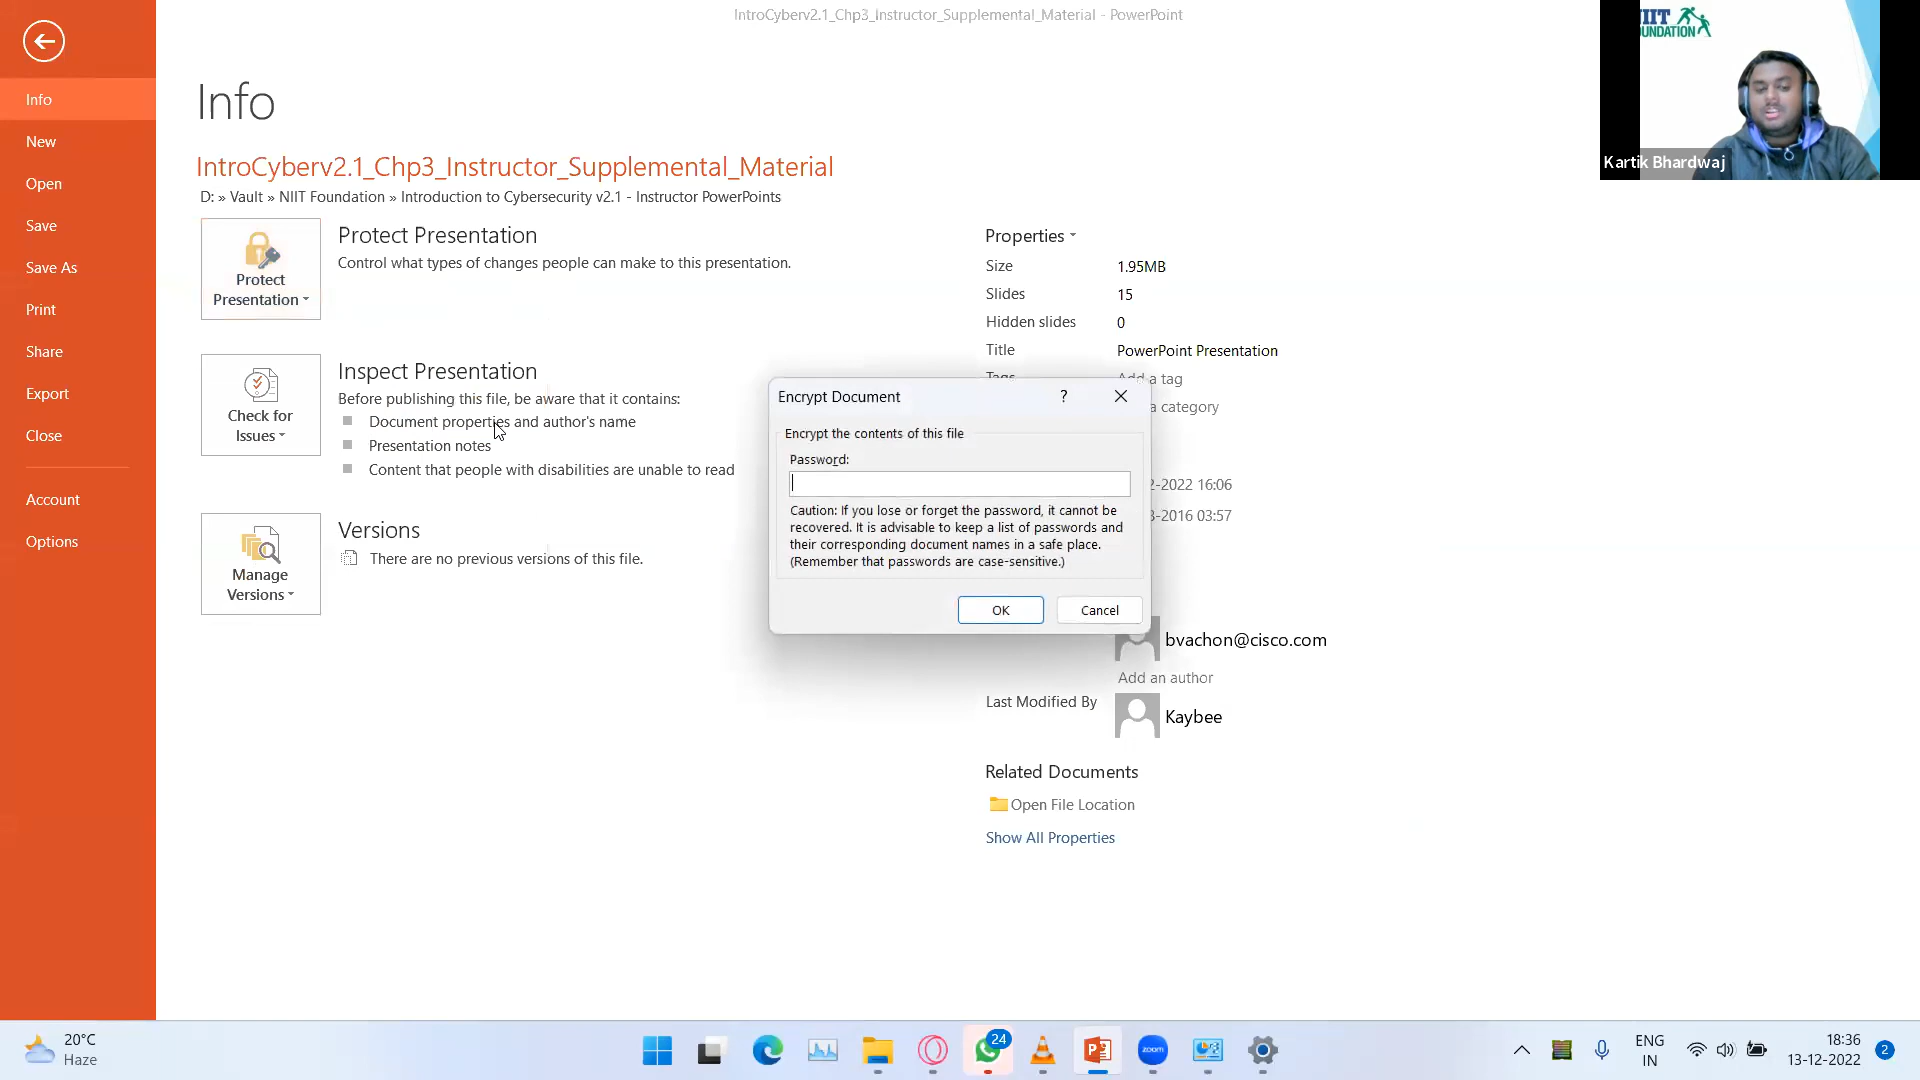 IntroCyberv2.1_Chp3_Instructor_Supplemental_Material - PowerPoint
NIIT
FOUNDATION
Kartik Bhardwaj
Info
New
Open
Save
Save As
Print
Share
Export
Close
Account
Options
Info
IntroCyberv2.1_Chp3_Instructor_Supplemental_Material
D: » Vault » NIIT Foundation » Introduction to Cybersecurity v2.1 - Instructor PowerPoints
Protect
Presentation
Protect Presentation
Control what types of changes people can make to this presentation.
Check for
Issues
Inspect Presentation
Before publishing this file, be aware that it contains:
Document properties and author's name
Presentation notes
Content that people with disabilities are unable to read
Manage
Versions
Versions
There are no previous versions of this file.
Properties
Size 1.95MB
Slides 15
Hidden slides 0
Title PowerPoint Presentation
Tags Add a tag
a category
2-2022 16:06
3-2016 03:57
bvachon@cisco.com
Add an author
Last Modified By Kaybee
Related Documents
Open File Location
Show All Properties
Encrypt Document ?
Encrypt the contents of this file
Password:
Caution: If you lose or forget the password, it cannot be
recovered. It is advisable to keep a list of passwords and
their corresponding document names in a safe place.
(Remember that passwords are case-sensitive.)
OK Cancel
20°C
Haze
24
zoom
ENG
IN
18:36
13-12-2022
2